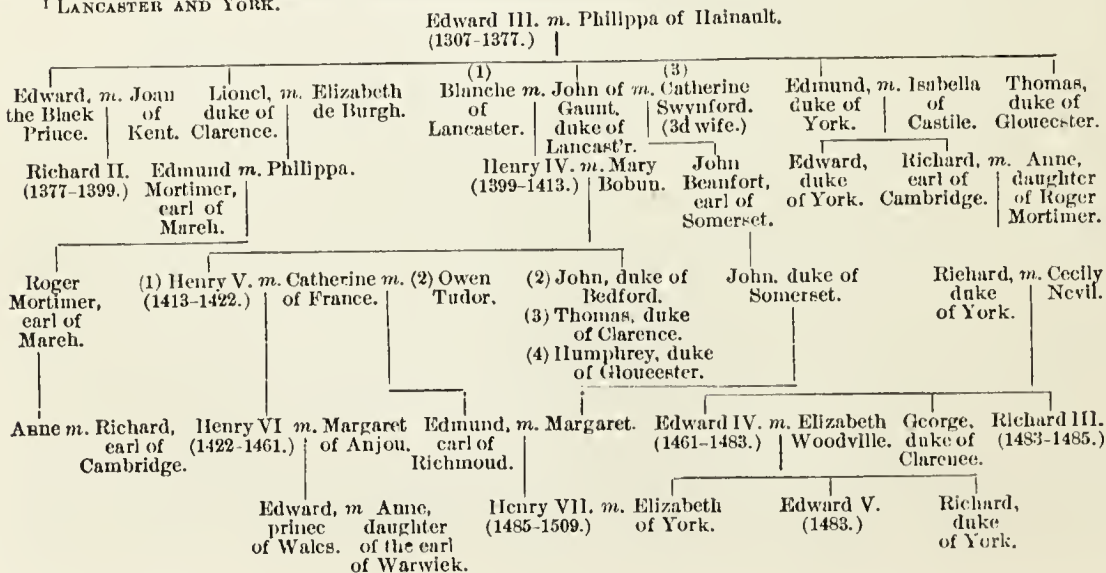 ¹ LANCASTER AND YORK.
Edward III. m. Philippa of Hainault.
(1307-1377.)
Edward,
the Black
Prince.
m. Joan
of
Kent.
Lionel,
duke of
Clarence.
m. Elizabeth
de Burgh.
(1)
Blanche
of
Lancaster.
m. John of
Gaunt,
duke of
Lancast'r.
(3)
m. Catherine
Swynford.
(3d wife.)
Edmund,
duke of
York.
m. Isabella
of
Castile.
Thomas,
duke of
Gloucester.
Richard II.
(1377-1399.)
Edmund m. Philippa.
Mortimer,
earl of
March.
Henry IV. m. Mary
(1399-1413.) Bohun.
John
Beaufort,
earl of
Somerset.
Edward,
duke
of York.
Richard, m.
earl of
Cambridge.
Anne,
daughter
of Roger
Mortimer.
Roger
Mortimer,
earl of
March.
(1) Henry V. m. Catherine m. (2) Owen
(1413-1422.) of France. Tudor.
(2) John, duke of
Bedford.
(3) Thomas, duke
of Clarence.
(4) Humphrey, duke
of Gloucester.
John, duke of
Somerset.
Richard, m. Cecily
duke Nevil.
of York.
Anne m. Richard,
earl of
Cambridge.
Henry VI m. Margaret
(1422-1461.) of Anjou.
Edmund, m. Margaret.
earl of
Richmoud.
Edward IV. m. Elizabeth
(1461-1483.) Woodville.
George,
duke of
Clarence.
Richard III.
(1483-1485.)
Edward, m Anne,
prince daughter
of Wales. of the earl
of Warwick.
Henry VII. m. Elizabeth
(1485-1509.) of York.
Edward V.
(1483.)
Richard,
duke
of York.